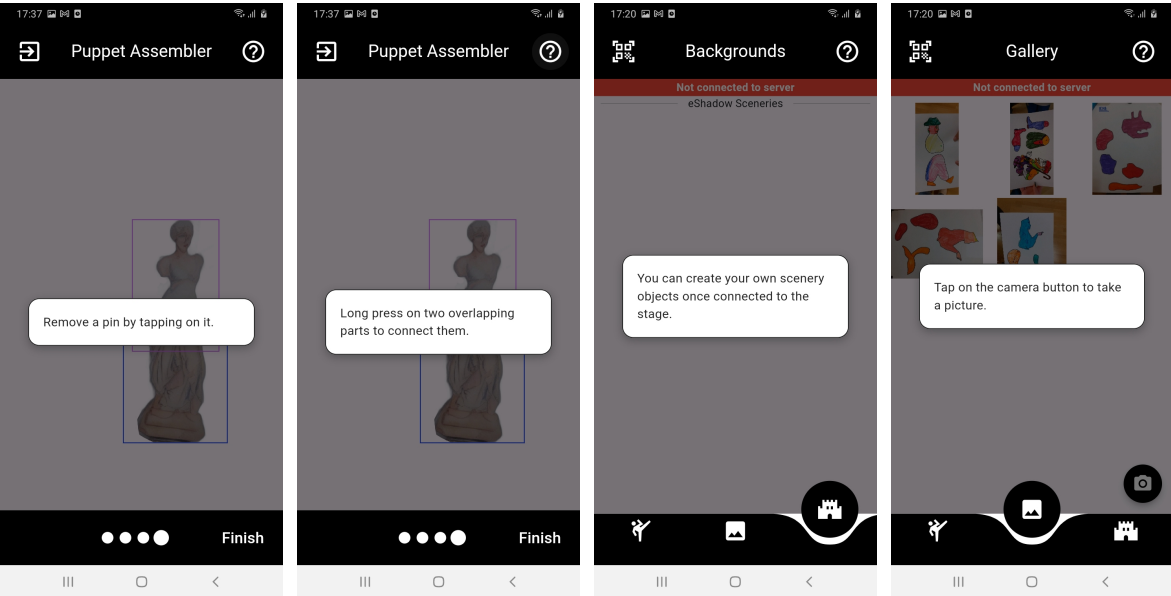 17:37
Puppet Assembler
Remove a pin by tapping on it.
Finish
17:37
Puppet Assembler
Long press on two overlapping
parts to connect them.
Finish
17:20
Backgrounds
Not connected to server
eShadow Sceneries
You can create your own scenery
objects once connected to the
stage.
17:20
Gallery
Not connected to server
Tap on the camera button to take
a picture.